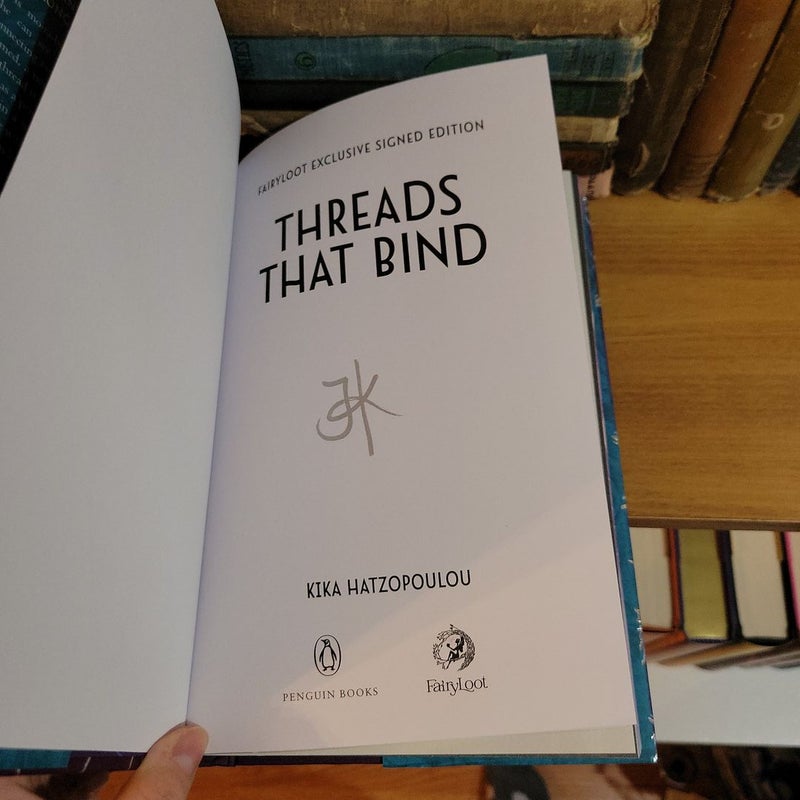 FAIRYLOOT EXCLUSIVE SIGNED EDITION
THREADS
THAT BIND
KIKA HATZOPOULOU
PENGUIN BOOKS
FairyLoot